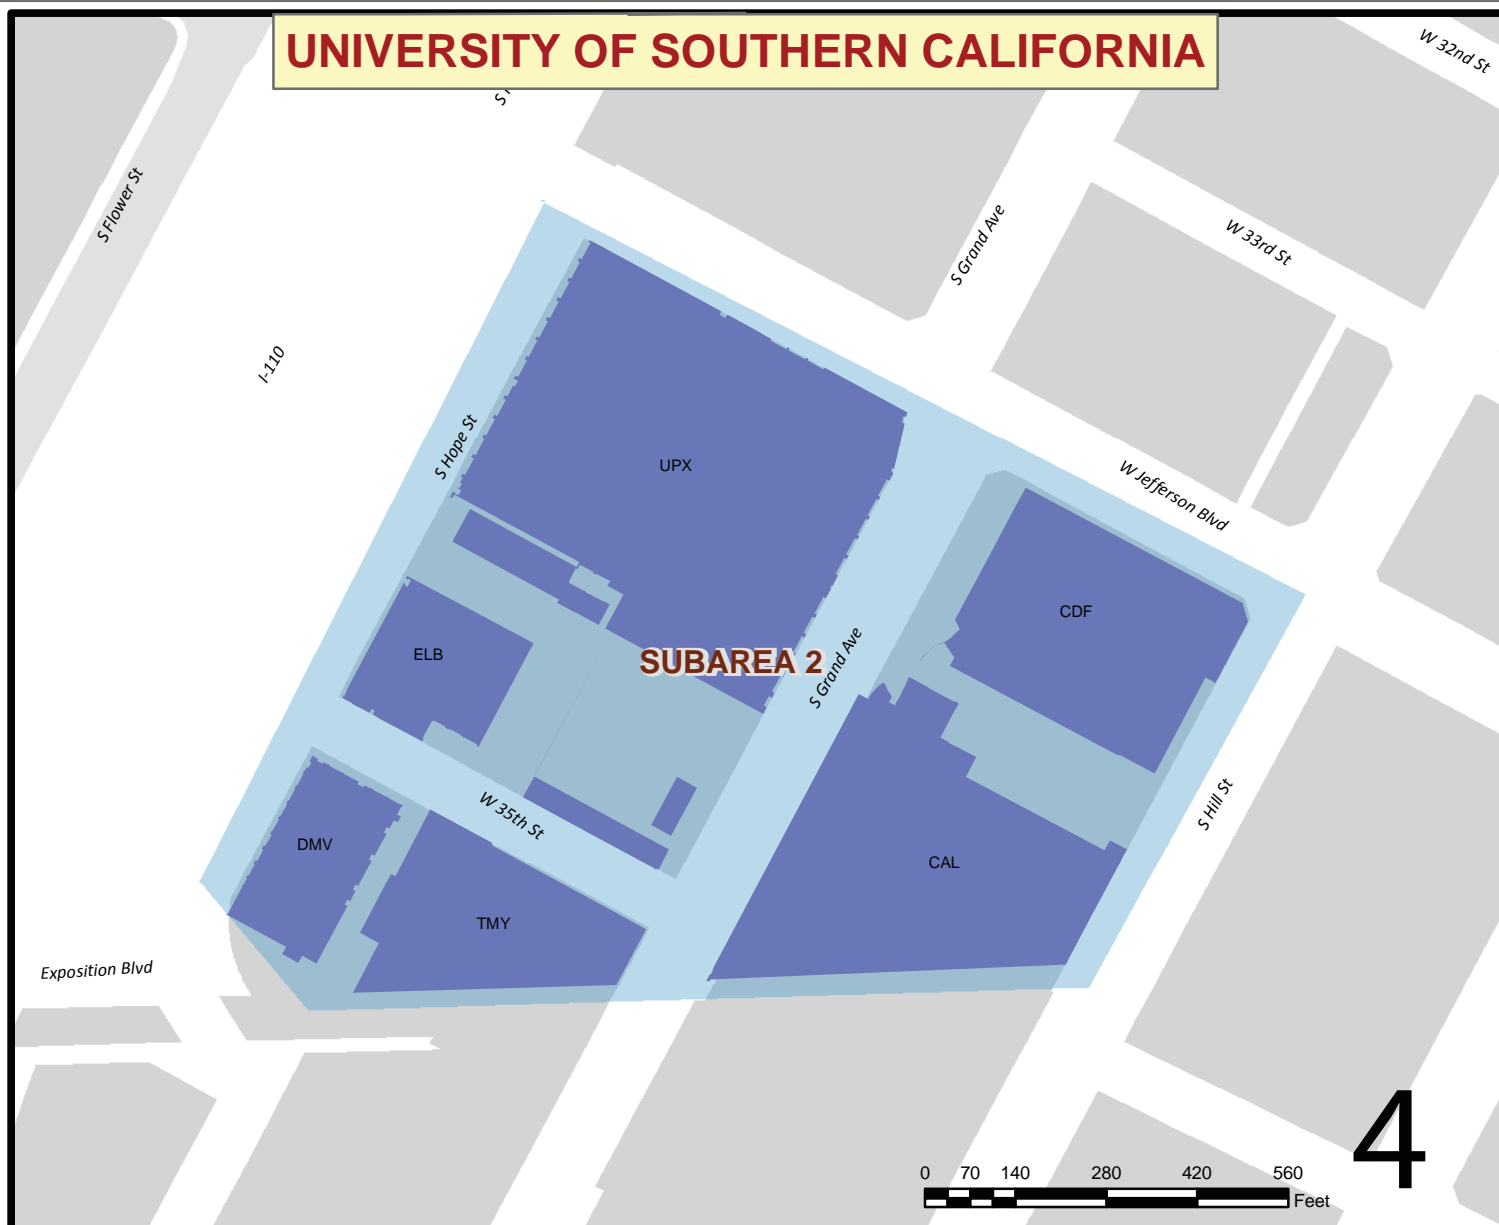 UNIVERSITY OF SOUTHERN CALIFORNIA
W 32nd St
S Flower St
S Grand Ave
W 33rd St
I-110
S Hope St
UPX
W Jefferson Blvd
CDF
ELB
SUBAREA 2
S Grand Ave
W 35th St
S Hill St
DMV
CAL
TMY
Exposition Blvd
4
0 70 140 280 420 560
Feet